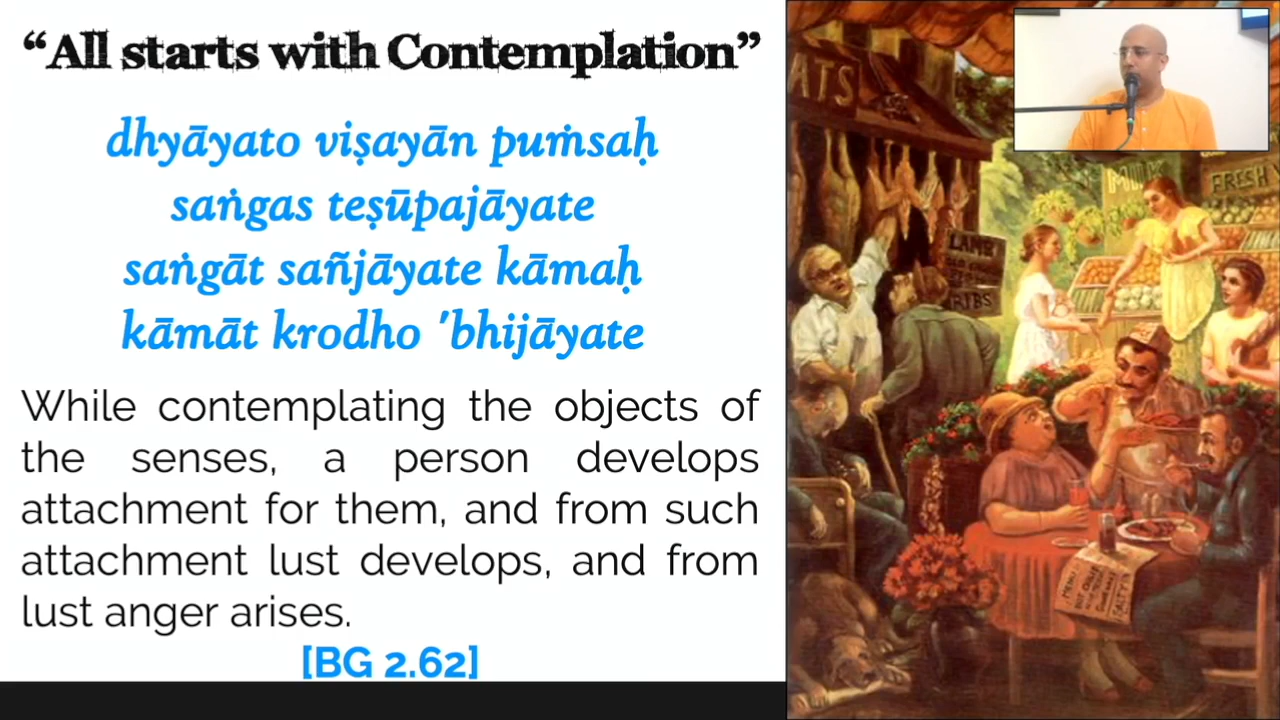 “All starts with Contemplation”
dhyāyato viṣayān puṁsaḥ
saṅgas teṣūpajāyate
saṅgāt sañjāyate kāmaḥ
kāmāt krodho 'bhijāyate
While contemplating the objects of
the senses, a person develops
attachment for them, and from such
attachment lust develops, and from
lust anger arises.
[BG 2.62]
ATS
MILK
FRESH
LAMB
RIBS
MENU